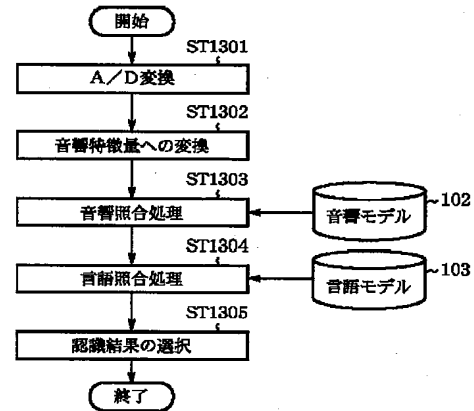 開始
ST1301
A/D変換
ST1302
音響特徴量への変換
ST1303
音響照合処理
音響モデル
102
ST1304
言語照合処理
言語モデル
103
ST1305
認識結果の選択
終了